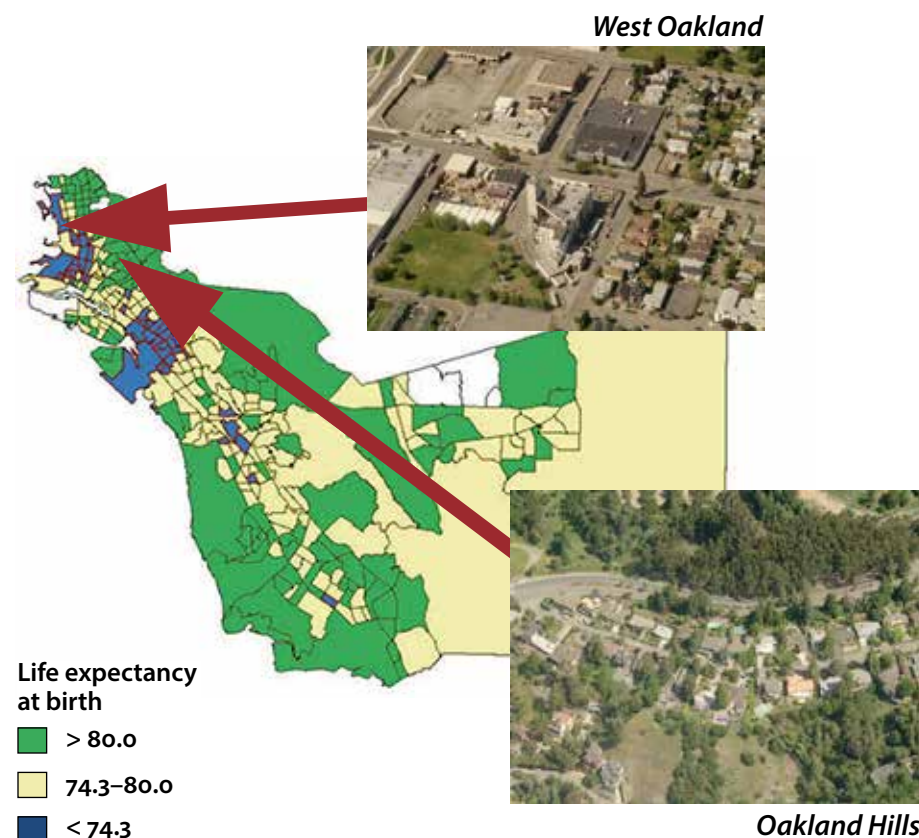 West Oakland
Life expectancy
at birth
> 80.0
74.3–80.0
< 74.3
Oakland Hills